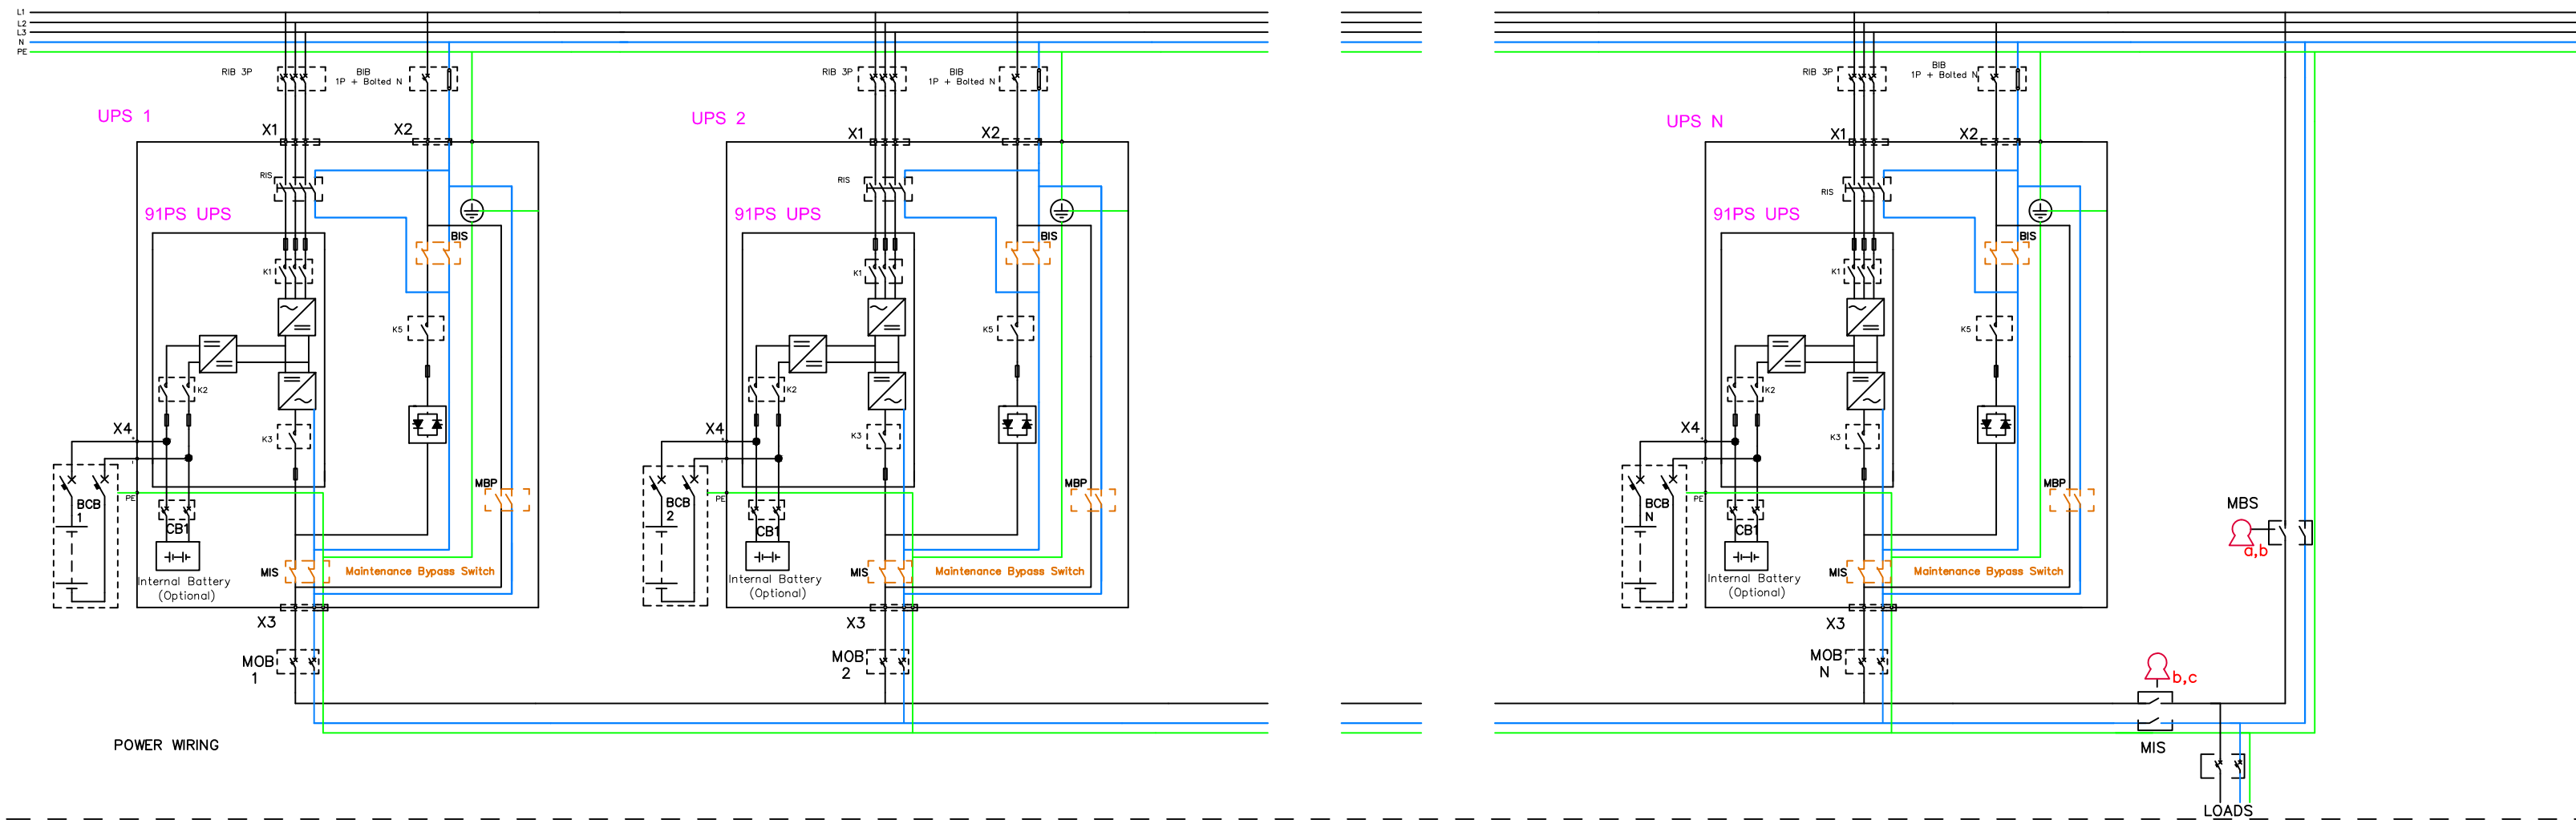 L1
L2
L3
N
PE
RIB 3P
BIB
1P + Bolted N
UPS 1
X1
X2
RIS
91PS UPS
BIS
K1
K5
K2
X4
+
-
K3
PE
BCB
1
CB1
MBP
Internal Battery
(Optional)
MIS
Maintenance Bypass Switch
X3
MOB
1
POWER WIRING
RIB 3P
BIB
1P + Bolted N
UPS 2
X1
X2
RIS
91PS UPS
BIS
K1
K5
K2
X4
+
-
K3
PE
BCB
2
CB1
MBP
Internal Battery
(Optional)
MIS
Maintenance Bypass Switch
X3
MOB
2
RIB 3P
BIB
1P + Bolted N
UPS N
X1
X2
RIS
91PS UPS
BIS
K1
K5
K2
X4
+
-
K3
PE
BCB
N
CB1
MBP
Internal Battery
(Optional)
MIS
Maintenance Bypass Switch
X3
MOB
N
MBS
a,b
b,c
MIS
LOADS